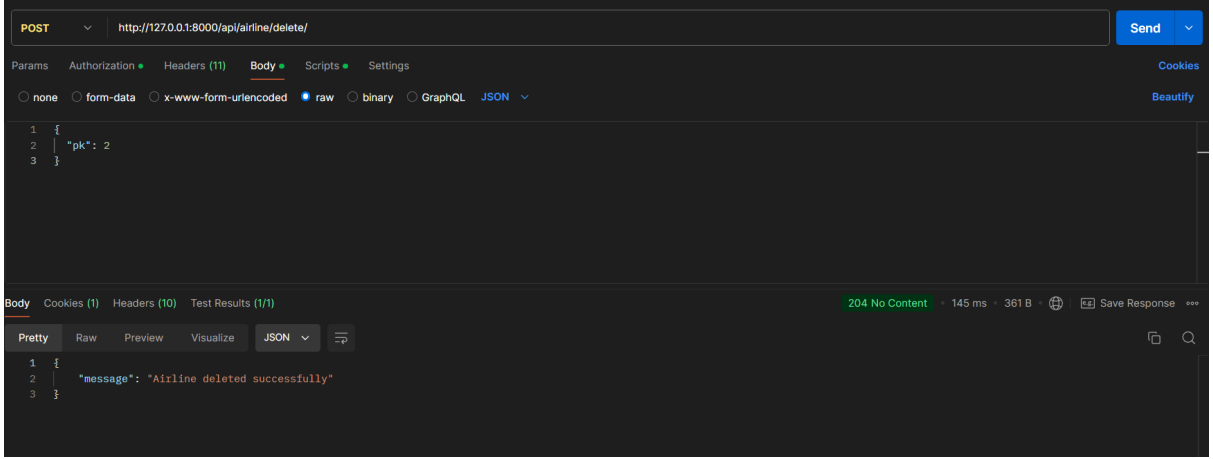 POST http://127.0.0.1:8000/api/airline/delete/ Send
Params Authorization Headers (11) Body Scripts Settings Cookies
none form-data x-www-form-urlencoded raw binary GraphQL JSON Beautify
1 {
2 "pk": 2
3 }
Body Cookies (1) Headers (10) Test Results (1/1) 204 No Content 145 ms 361 B e.g. Save Response
Pretty Raw Preview Visualize JSON
1 {
2 "message": "Airline deleted successfully"
3 }